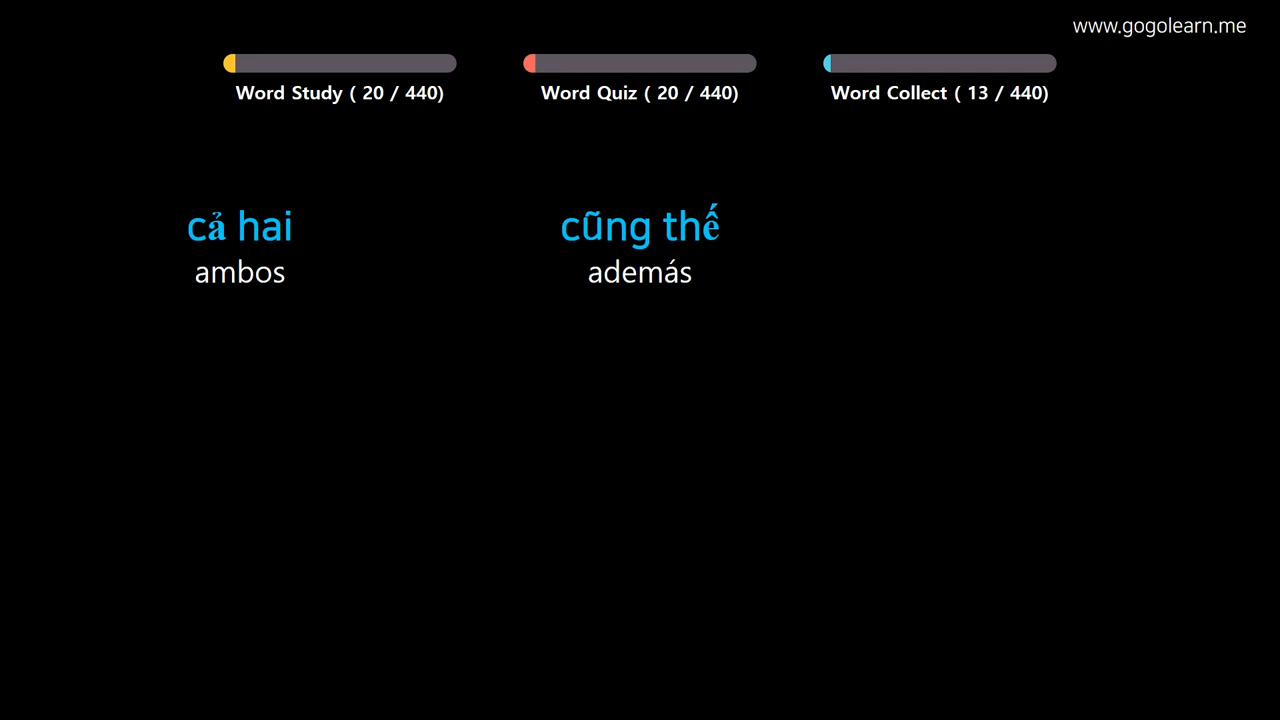 www.gogolearn.me
Word Study ( 20 / 440)
Word Quiz ( 20 / 440)
Word Collect ( 13 / 440)
cả hai
ambos
cũng thế
además